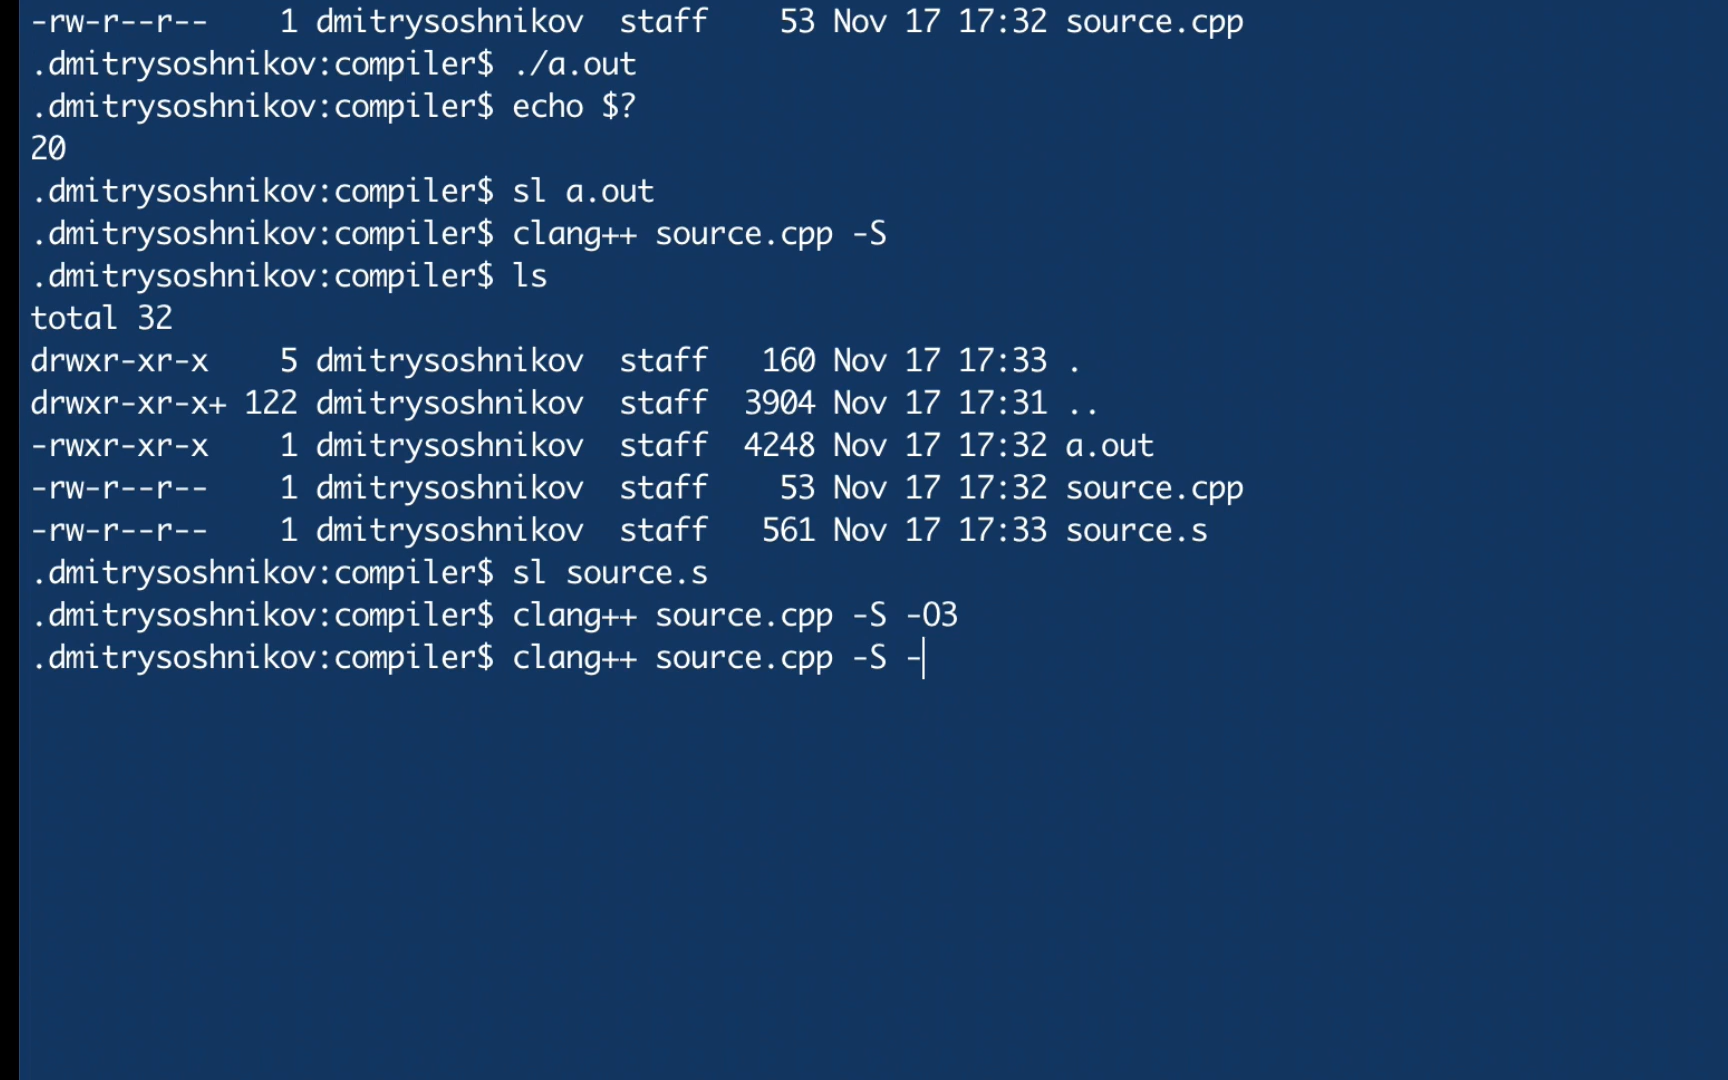 -rw-r--r--    1 dmitrysoshnikov  staff    53 Nov 17 17:32 source.cpp
.dmitrysoshnikov:compiler$ ./a.out
.dmitrysoshnikov:compiler$ echo $?
20
.dmitrysoshnikov:compiler$ sl a.out
.dmitrysoshnikov:compiler$ clang++ source.cpp -S
.dmitrysoshnikov:compiler$ ls
total 32
drwxr-xr-x    5 dmitrysoshnikov  staff   160 Nov 17 17:33 .
drwxr-xr-x+ 122 dmitrysoshnikov  staff  3904 Nov 17 17:31 ..
-rwxr-xr-x    1 dmitrysoshnikov  staff  4248 Nov 17 17:32 a.out
-rw-r--r--    1 dmitrysoshnikov  staff    53 Nov 17 17:32 source.cpp
-rw-r--r--    1 dmitrysoshnikov  staff   561 Nov 17 17:33 source.s
.dmitrysoshnikov:compiler$ sl source.s
.dmitrysoshnikov:compiler$ clang++ source.cpp -S -O3
.dmitrysoshnikov:compiler$ clang++ source.cpp -S -